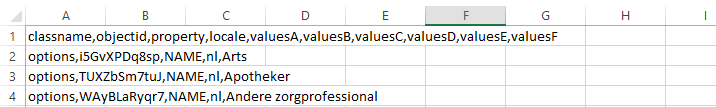 A B C D E F G H I
1 classname,objectid,property,locale,valuesA,valuesB,valuesC,valuesD,valuesE,valuesF
2 options,i5GvXPDq8sp,NAME,nl,Arts
3 options,TUXZbSm7tuJ,NAME,nl,Apotheker
4 options,WAyBLaRyqr7,NAME,nl,Andere zorgprofessional